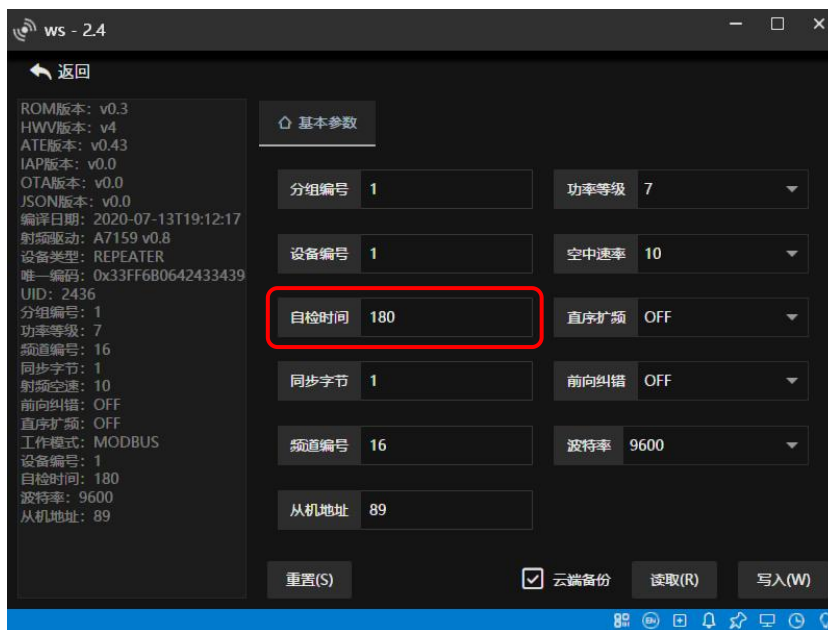 ws - 2.4
返回
ROM版本: v0.3
HWV版本: v4
ATE版本: v0.43
IAP版本: v0.0
OTA版本: v0.0
JSON版本: v0.0
编译日期: 2020-07-13T19:12:17
射频驱动: A7159 v0.8
设备类型: REPEATER
唯一编码: 0x33FF6B0642433439
UID: 2436
分组编号: 1
功率等级: 7
频道编号: 16
同步字节: 1
射频空速: 10
前向纠错: OFF
直序扩频: OFF
工作模式: MODBUS
设备编号: 1
自检时间: 180
波特率: 9600
从机地址: 89
基本参数
分组编号 1 功率等级 7
设备编号 1 空中速率 10
自检时间 180 直序扩频 OFF
同步字节 1 前向纠错 OFF
频道编号 16 波特率 9600
从机地址 89
重置(S) 云端备份 读取(R) 写入(W)